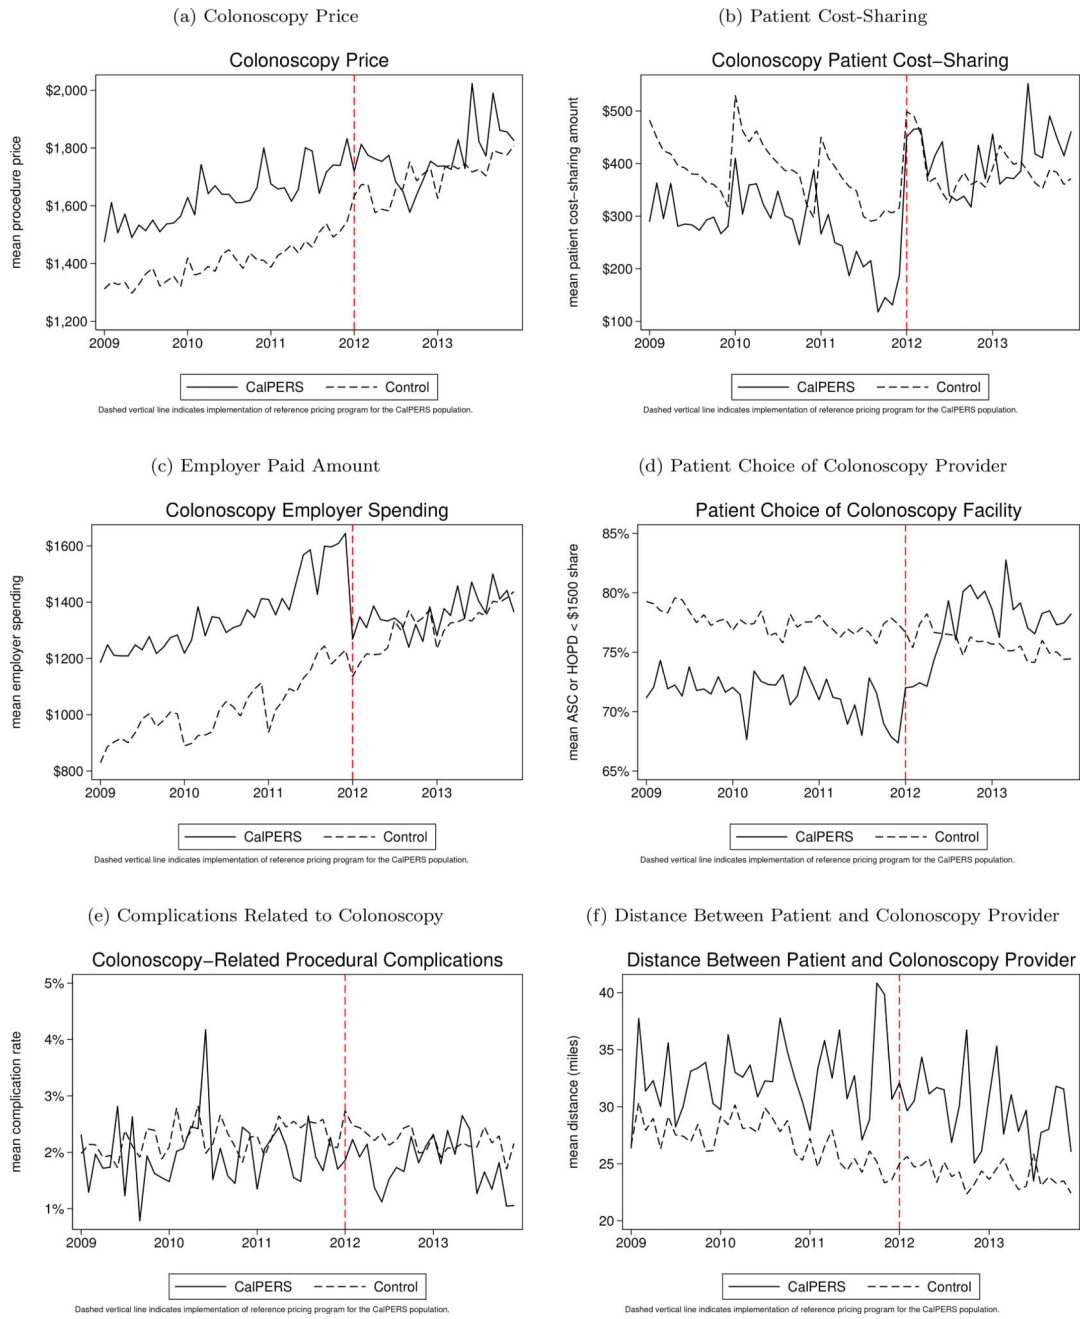 (a) Colonoscopy Price
Colonoscopy Price
mean procedure price
$2,000
$1,800
$1,600
$1,400
$1,200
2009 2010 2011 2012 2013
CalPERS Control
Dashed vertical line indicates implementation of reference pricing program for the CalPERS population.
(b) Patient Cost-Sharing
Colonoscopy Patient Cost−Sharing
mean patient cost-sharing amount
$500
$400
$300
$200
$100
2009 2010 2011 2012 2013
CalPERS Control
Dashed vertical line indicates implementation of reference pricing program for the CalPERS population.
(c) Employer Paid Amount
Colonoscopy Employer Spending
mean employer spending
$1600
$1400
$1200
$1000
$800
2009 2010 2011 2012 2013
CalPERS Control
Dashed vertical line indicates implementation of reference pricing program for the CalPERS population.
(d) Patient Choice of Colonoscopy Provider
Patient Choice of Colonoscopy Facility
mean ASC or HOPD < $1500 share
85%
80%
75%
70%
65%
2009 2010 2011 2012 2013
CalPERS Control
Dashed vertical line indicates implementation of reference pricing program for the CalPERS population.
(e) Complications Related to Colonoscopy
Colonoscopy−Related Procedural Complications
mean complication rate
5%
4%
3%
2%
1%
2009 2010 2011 2012 2013
CalPERS Control
Dashed vertical line indicates implementation of reference pricing program for the CalPERS population.
(f) Distance Between Patient and Colonoscopy Provider
Distance Between Patient and Colonoscopy Provider
mean distance (miles)
40
35
30
25
20
2009 2010 2011 2012 2013
CalPERS Control
Dashed vertical line indicates implementation of reference pricing program for the CalPERS population.